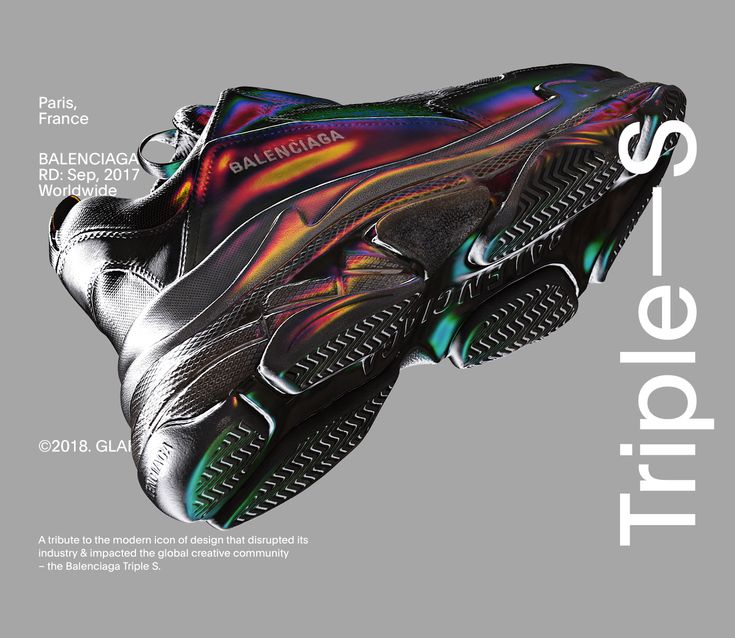 Paris,
France
BALENCIAGA
RD: Sep, 2017
Worldwide
BALENCIAGA
Triple—S
BALENCIAGA
©2018.
A tribute to the modern icon of design that disrupted its
industry & impacted the global creative community
– the Balenciaga Triple S.